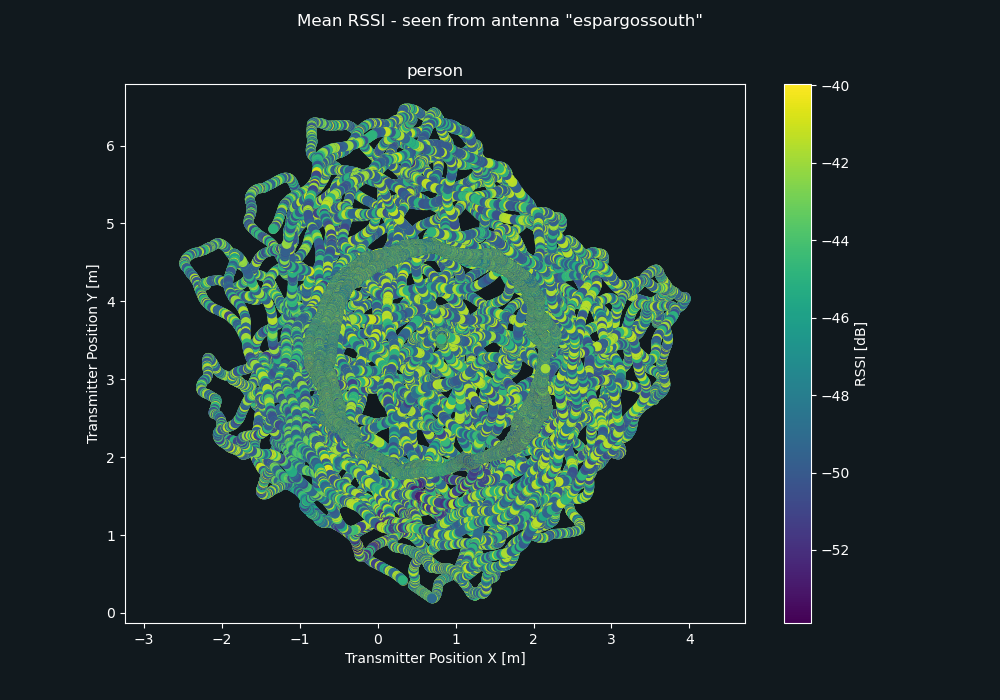 Mean RSSI - seen from antenna "espargossouth"
person
6
5
4
3
2
1
0
Transmitter Position Y [m]
−3 −2 −1 0 1 2 3 4
Transmitter Position X [m]
−40
−42
−44
−46
−48
−50
−52
RSSI [dB]